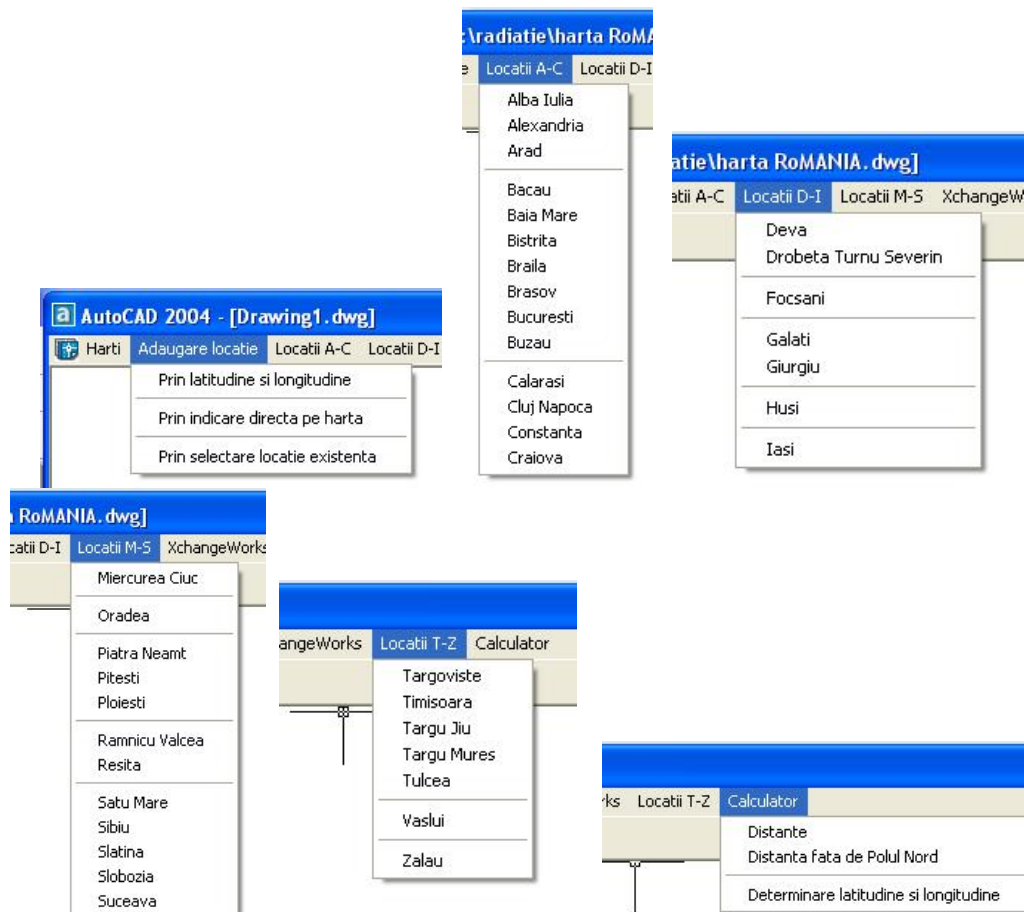 :\radiatie\harta RoMA
Locatii A-C Locatii D-I
Alba Iulia
Alexandria
Arad
Bacau
Baia Mare
Bistrita
Braila
Brasov
Bucuresti
Buzau
Calarasi
Cluj Napoca
Constanta
Craiova
atie\harta RoMANIA.dwg]
atii A-C Locatii D-I Locatii M-S XchangeW
Deva
Drobeta Turnu Severin
Focsani
Galati
Giurgiu
Husi
Iasi
AutoCAD 2004 - [Drawing1.dwg]
Harti Adaugare locatie Locatii A-C Locatii D-I
Prin latitudine si longitudine
Prin indicare directa pe harta
Prin selectare locatie existenta
RoMANIA.dwg]
catii D-I Locatii M-S XchangeWorks
Miercurea Ciuc
Oradea
Piatra Neamt
Pitesti
Ploiesti
Ramnicu Valcea
Resita
Satu Mare
Sibiu
Slatina
Slobozia
Suceava
angeWorks Locatii T-Z Calculator
Targoviste
Timisoara
Targu Jiu
Targu Mures
Tulcea
Vaslui
Zalau
rks Locatii T-Z Calculator
Distante
Distanta fata de Polul Nord
Determinare latitudine si longitudine